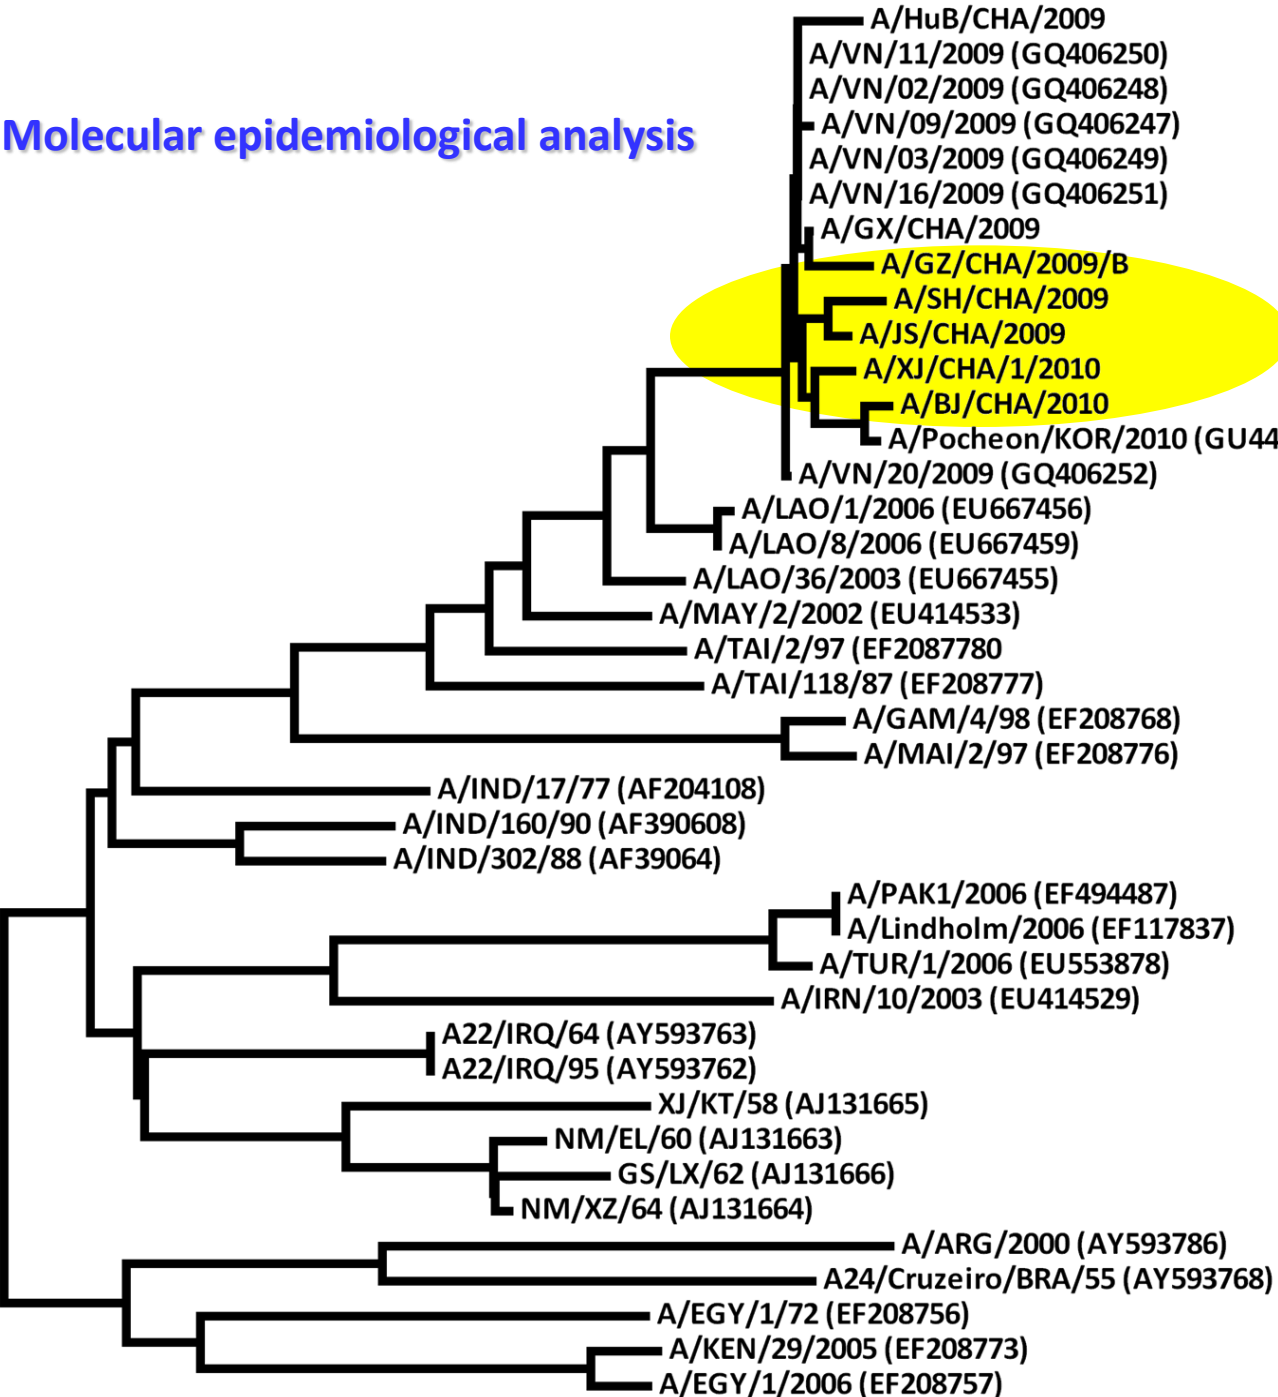 A/HuB/CHA/2009
A/VN/11/2009 (GQ406250)
A/VN/02/2009 (GQ406248)
Molecular epidemiological analysis
A/VN/09/2009 (GQ406247)
A/VN/03/2009 (GQ406249)
A/VN/16/2009 (GQ406251)
A/GX/CHA/2009
A/GZ/CHA/2009/B
A/SH/CHA/2009
A/JS/CHA/2009
A/XJ/CHA/1/2010
A/BJ/CHA/2010
A/Pocheon/KOR/2010 (GU44
A/VN/20/2009 (GQ406252)
A/LAO/1/2006 (EU667456)
A/LAO/8/2006 (EU667459)
A/LAO/36/2003 (EU667455)
A/MAY/2/2002 (EU414533)
A/TAI/2/97 (EF2087780
A/TAI/118/87 (EF208777)
A/GAM/4/98 (EF208768)
A/MAI/2/97 (EF208776)
A/IND/17/77 (AF204108)
A/IND/160/90 (AF390608)
A/IND/302/88 (AF39064)
A/PAK1/2006 (EF494487)
A/Lindholm/2006 (EF117837)
A/TUR/1/2006 (EU553878)
A/IRN/10/2003 (EU414529)
A22/IRQ/64 (AY593763)
A22/IRQ/95 (AY593762)
XJ/KT/58 (AJ131665)
NM/EL/60 (AJ131663)
GS/LX/62 (AJ131666)
NM/XZ/64 (AJ131664)
A/ARG/2000 (AY593786)
A24/Cruzeiro/BRA/55 (AY593768)
A/EGY/1/72 (EF208756)
A/KEN/29/2005 (EF208773)
A/EGY/1/2006 (EF208757)